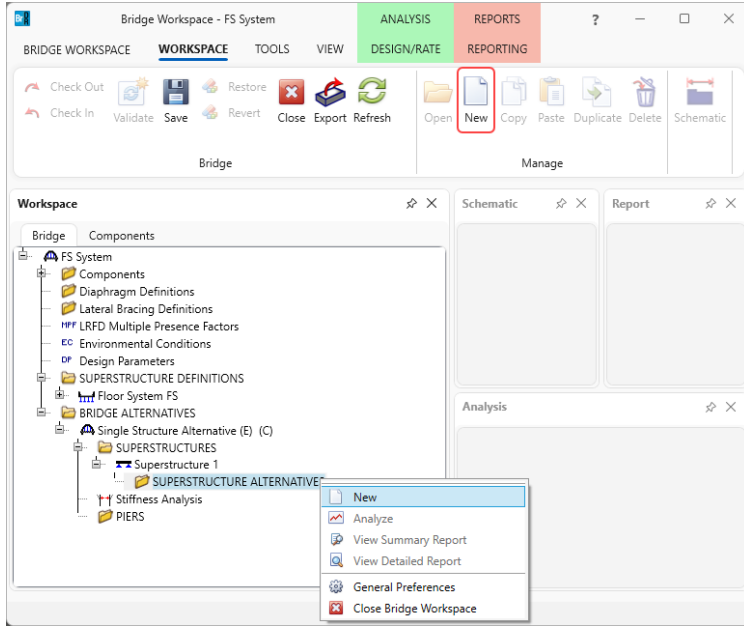 Br Bridge Workspace - FS System ANALYSIS REPORTS ?
BRIDGE WORKSPACE WORKSPACE TOOLS VIEW DESIGN/RATE REPORTING
Check Out
Check In
Validate Save
Restore
Revert
Close Export Refresh
Open New Copy Paste Duplicate Delete Schematic
Bridge Manage
Workspace
Bridge Components
FS System
Components
Diaphragm Definitions
Lateral Bracing Definitions
MPF LRFD Multiple Presence Factors
EC Environmental Conditions
DP Design Parameters
SUPERSTRUCTURE DEFINITIONS
Floor System FS
BRIDGE ALTERNATIVES
Single Structure Alternative (E) (C)
SUPERSTRUCTURES
Superstructure 1
SUPERSTRUCTURE ALTERNATIVES
Stiffness Analysis
PIERS
New
Analyze
View Summary Report
View Detailed Report
General Preferences
Close Bridge Workspace
Schematic
Report
Analysis